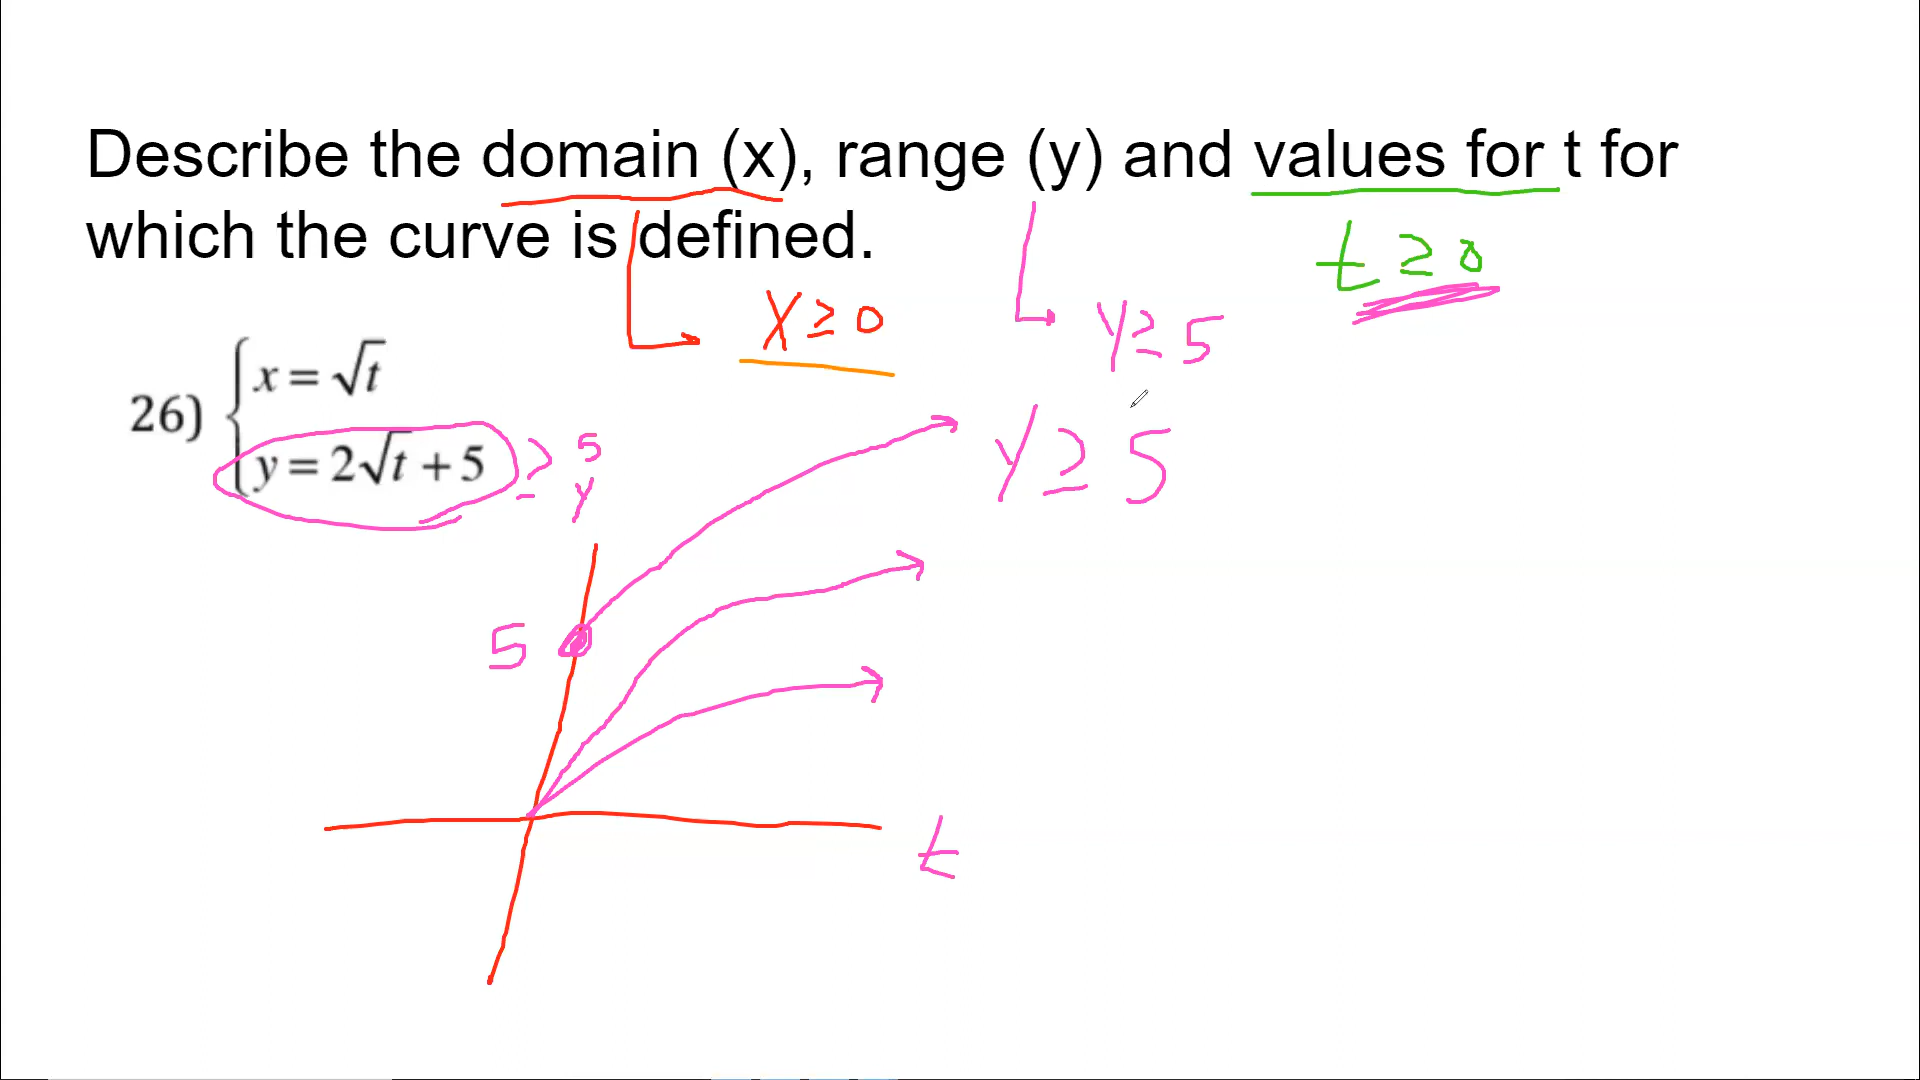 Describe the domain (x), range (y) and values for t for
which the curve is defined.
t ≥ 0
x ≥ 0
y ≥ 5
26) { x = √t
y = 2√t + 5 ≥ 5
y ≥ 5
y
5
t